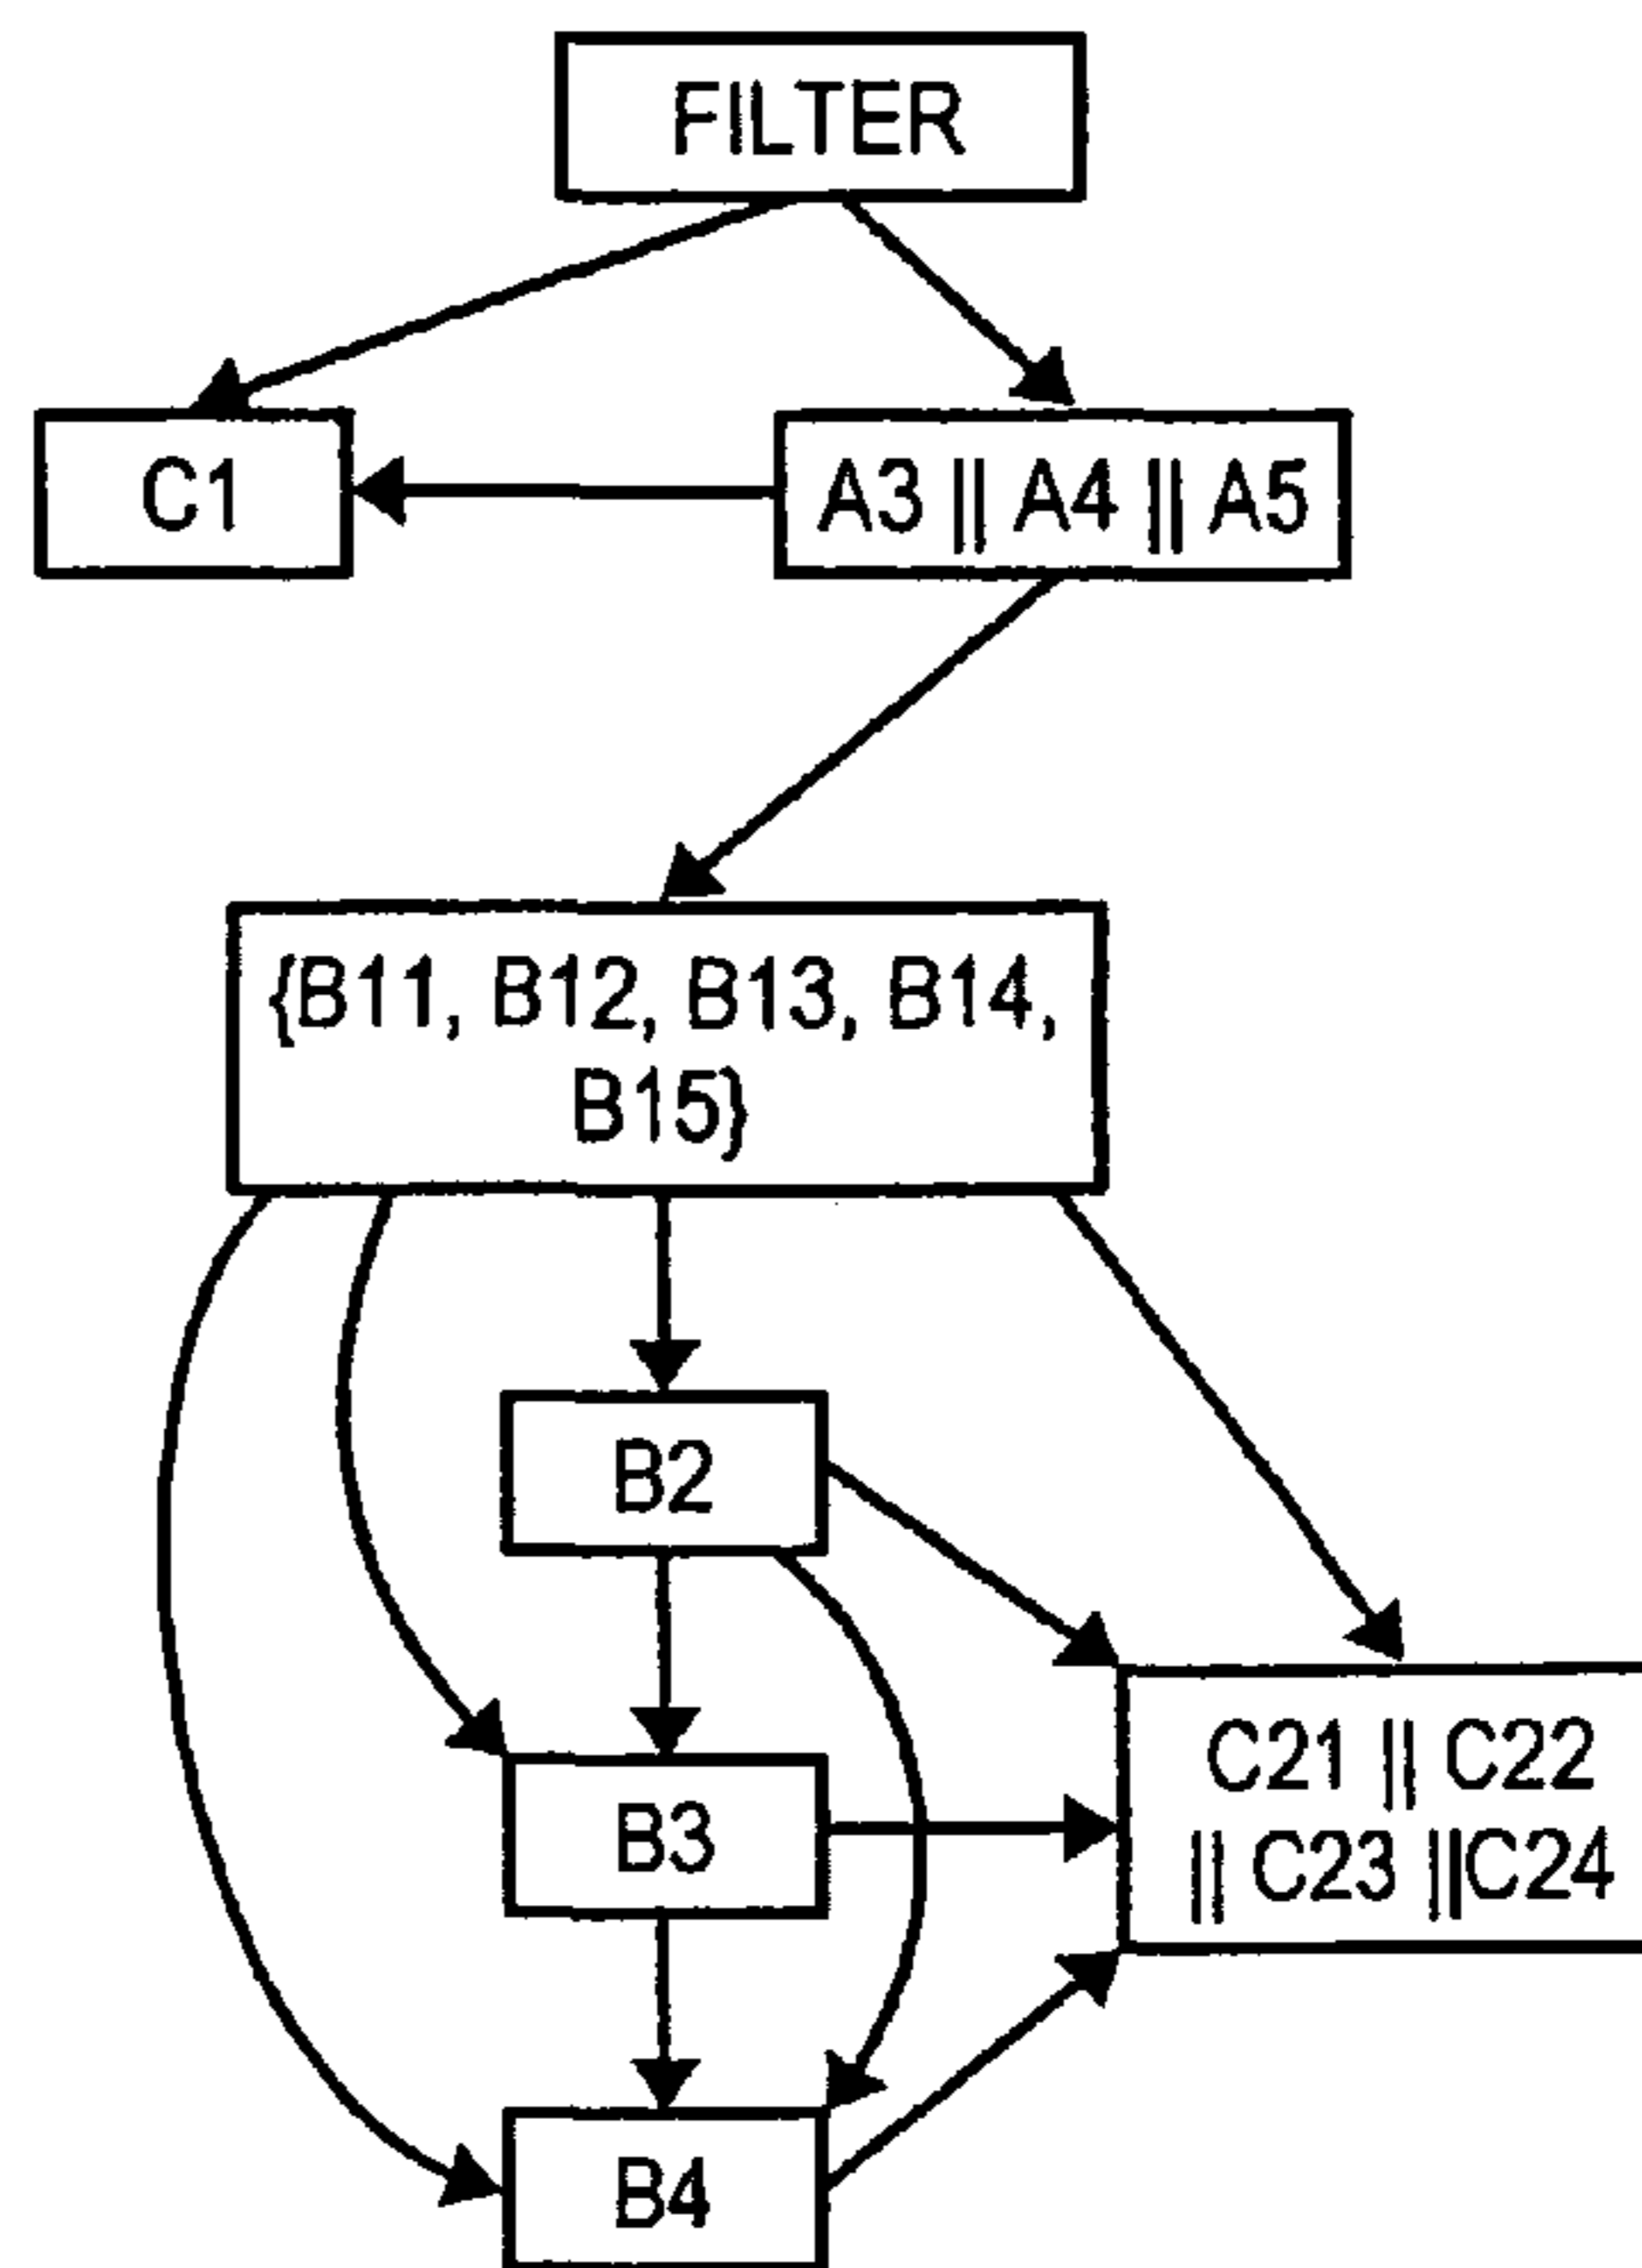 FILTER
C1
A3 || A4 || A5
{B11, B12, B13, B14,
B15}
B2
C21 || C22
|| C23 ||C24
B3
B4